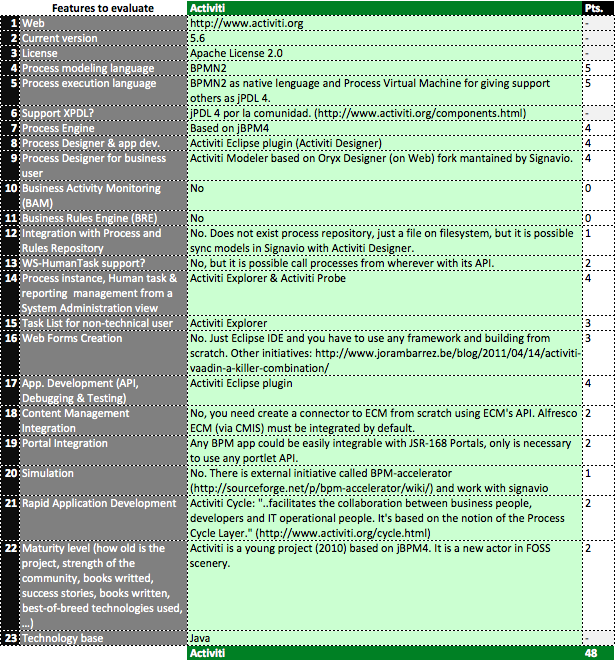 Features to evaluate Activiti Pts.
1 Web http://www.activiti.org -
2 Current version 5.6 -
3 License Apache License 2.0 -
4 Process modeling language BPMN2 5
5 Process execution language BPMN2 as native lenguage and Process Virtual Machine for giving support 5
others as jPDL 4.
6 Support XPDL? jPDL 4 por la comunidad. (http://www.activiti.org/components.html) -
7 Process Engine Based on jBPM4 4
8 Process Designer & app dev. Activiti Eclipse plugin (Activiti Designer) 4
9 Process Designer for business Activiti Modeler based on Oryx Designer (on Web) fork mantained by Signavio. 4
user
10 Business Activity Monitoring No 0
(BAM)
11 Business Rules Engine (BRE) No 0
12 Integration with Process and No. Does not exist process repository, just a file on filesystem, but it is possible 1
Rules Repository sync models in Signavio with Activiti Designer.
13 WS-HumanTask support? No, but it is possible call processes from wherever with its API. 2
14 Process instance, Human task & Activiti Explorer & Activiti Probe 4
reporting management from a
System Administration view
15 Task List for non-technical user Activiti Explorer 3
16 Web Forms Creation No. Just Eclipse IDE and you have to use any framework and building from 3
scratch. Other initiatives: http://www.jorambarrez.be/blog/2011/04/14/activiti-
vaadin-a-killer-combination/
17 App. Development (API, Activiti Eclipse plugin 4
Debugging & Testing)
18 Content Management No, you need create a connector to ECM from scratch using ECM's API. Alfresco 2
Integration ECM (via CMIS) must be integrated by default.
19 Portal Integration Any BPM app could be easily integrable with JSR-168 Portals, only is necessary 2
to use any portlet API.
20 Simulation No. There is external initiative called BPM-accelerator 1
(http://sourceforge.net/p/bpm-accelerator/wiki/) and work with signavio
21 Rapid Application Development Activiti Cycle: "..facilitates the collaboration between business people, 2
developers and IT operational people. It's based on the notion of the Process
Cycle Layer." (http://www.activiti.org/cycle.html)
22 Maturity level (how old is the Activiti is a young project (2010) based on jBPM4. It is a new actor in FOSS 2
project, strength of the scenery.
community, books writted,
success stories, books written,
best-of-breed technologies used,
...)
23 Technology base Java -
Activiti 48